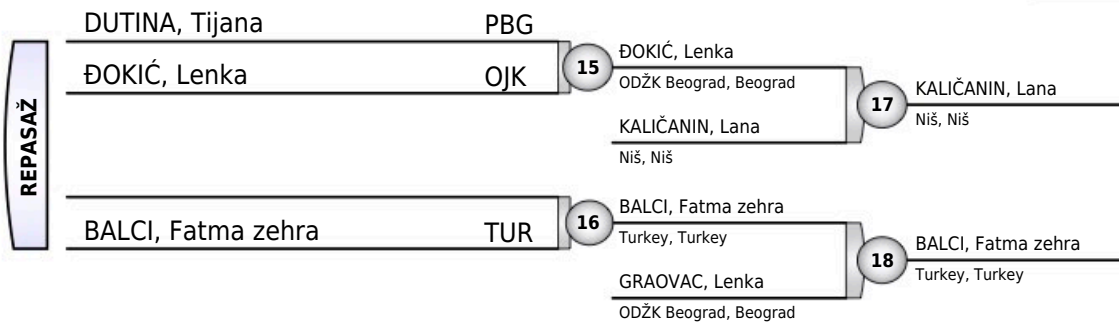 REPASAŽ
DUTINA, Tijana PBG
ĐOKIĆ, Lenka OJK
15
ĐOKIĆ, Lenka
ODŽK Beograd, Beograd
KALIČANIN, Lana
Niš, Niš
17
KALIČANIN, Lana
Niš, Niš
BALCI, Fatma zehra TUR
16
BALCI, Fatma zehra
Turkey, Turkey
GRAOVAC, Lenka
ODŽK Beograd, Beograd
18
BALCI, Fatma zehra
Turkey, Turkey